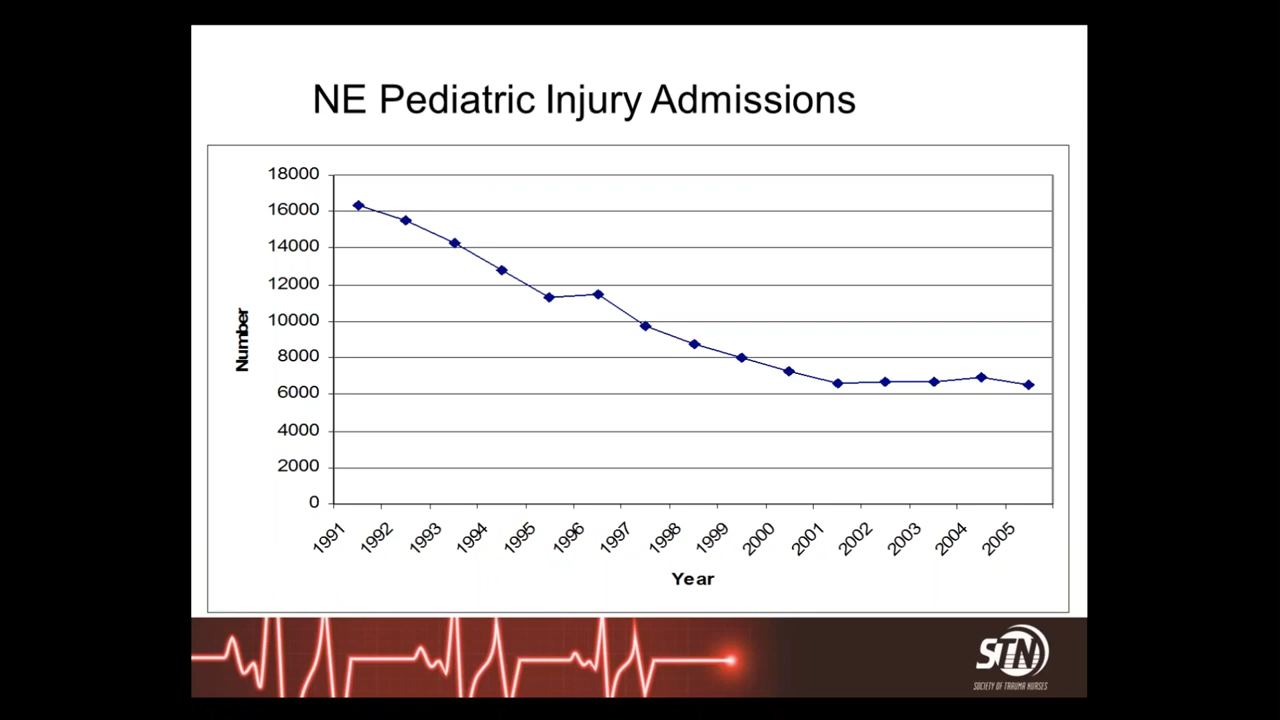 NE Pediatric Injury Admissions
18000
16000
14000
12000
10000
8000
6000
4000
2000
0
Number
1991 1992 1993 1994 1995 1996 1997 1998 1999 2000 2001 2002 2003 2004 2005
Year
STN
SOCIETY OF TRAUMA NURSES